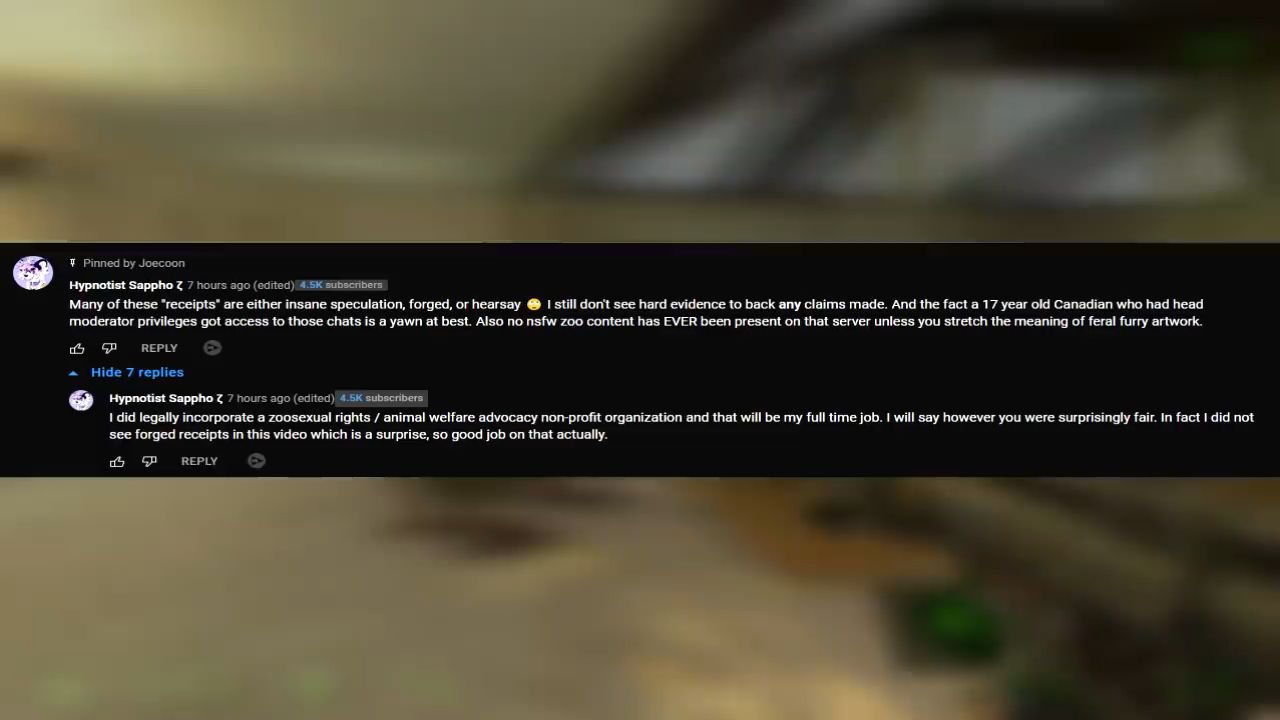 Pinned by Joecoon
Hypnotist Sappho ζ 7 hours ago (edited) 4.5K subscribers
Many of these "receipts" are either insane speculation, forged, or hearsay 🙄 I still don't see hard evidence to back any claims made. And the fact a 17 year old Canadian who had head
moderator privileges got access to those chats is a yawn at best. Also no nsfw zoo content has EVER been present on that server unless you stretch the meaning of feral furry artwork.
REPLY
Hide 7 replies
Hypnotist Sappho ζ 7 hours ago (edited) 4.5K subscribers
I did legally incorporate a zoosexual rights / animal welfare advocacy non-profit organization and that will be my full time job. I will say however you were surprisingly fair. In fact I did not
see forged receipts in this video which is a surprise, so good job on that actually.
REPLY